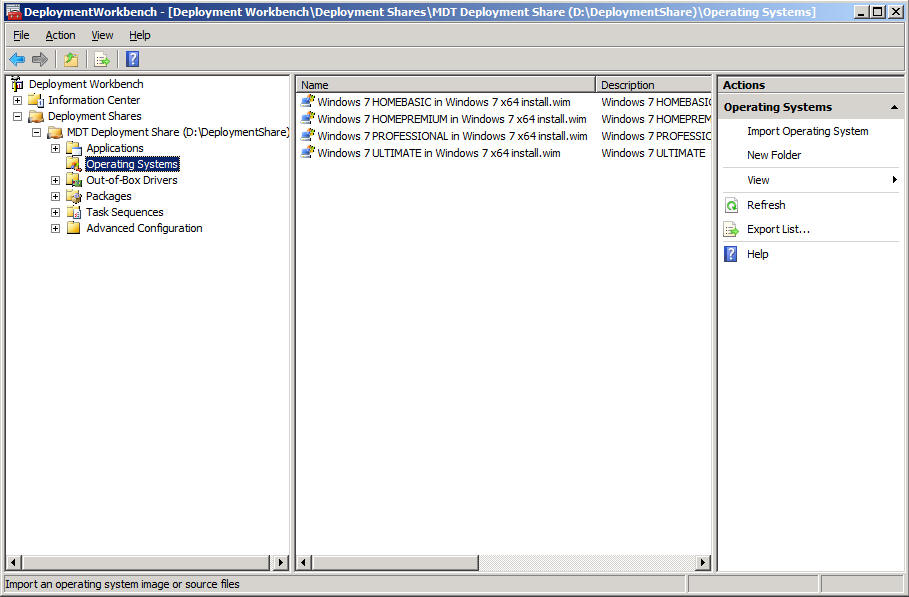 DeploymentWorkbench - [Deployment Workbench\Deployment Shares\MDT Deployment Share (D:\DeploymentShare)\Operating Systems]
File Action View Help
Deployment Workbench
Information Center
Deployment Shares
MDT Deployment Share (D:\DeploymentShare)
Applications
Operating Systems
Out-of-Box Drivers
Packages
Task Sequences
Advanced Configuration
Name Description
Windows 7 HOMEBASIC in Windows 7 x64 install.wim Windows 7 HOMEBASIC
Windows 7 HOMEPREMIUM in Windows 7 x64 install.wim Windows 7 HOMEPREM
Windows 7 PROFESSIONAL in Windows 7 x64 install.wim Windows 7 PROFESSIO
Windows 7 ULTIMATE in Windows 7 x64 install.wim Windows 7 ULTIMATE
Actions
Operating Systems
Import Operating System
New Folder
View
Refresh
Export List...
Help
Import an operating system image or source files